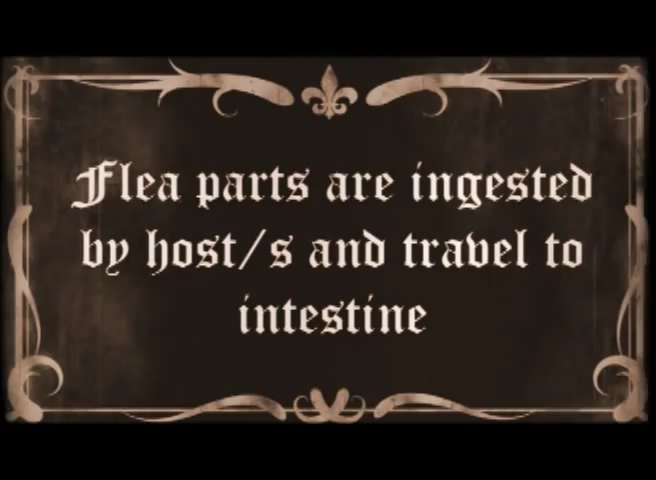 Flea parts are ingested
by host/s and travel to
intestine